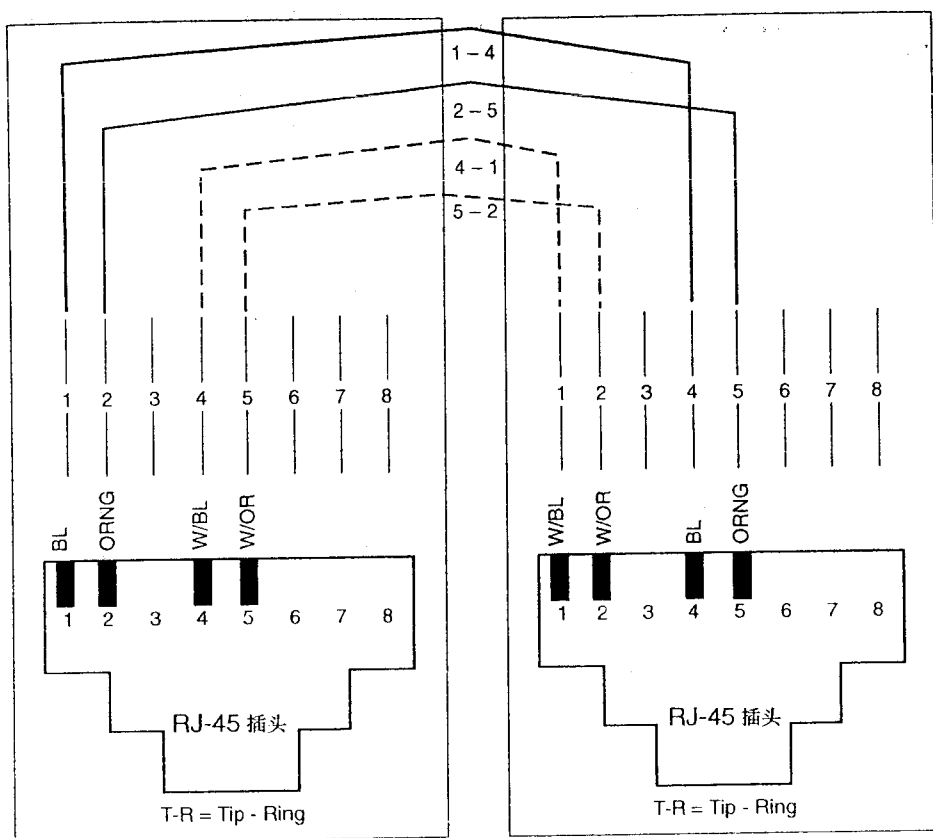 1 – 4
2 – 5
4 – 1
5 – 2
1 2 3 4 5 6 7 8
BL ORNG W/BL W/OR
1 2 3 4 5 6 7 8
RJ-45 插头
T-R = Tip - Ring
1 2 3 4 5 6 7 8
W/BL W/OR BL ORNG
1 2 3 4 5 6 7 8
RJ-45 插头
T-R = Tip - Ring